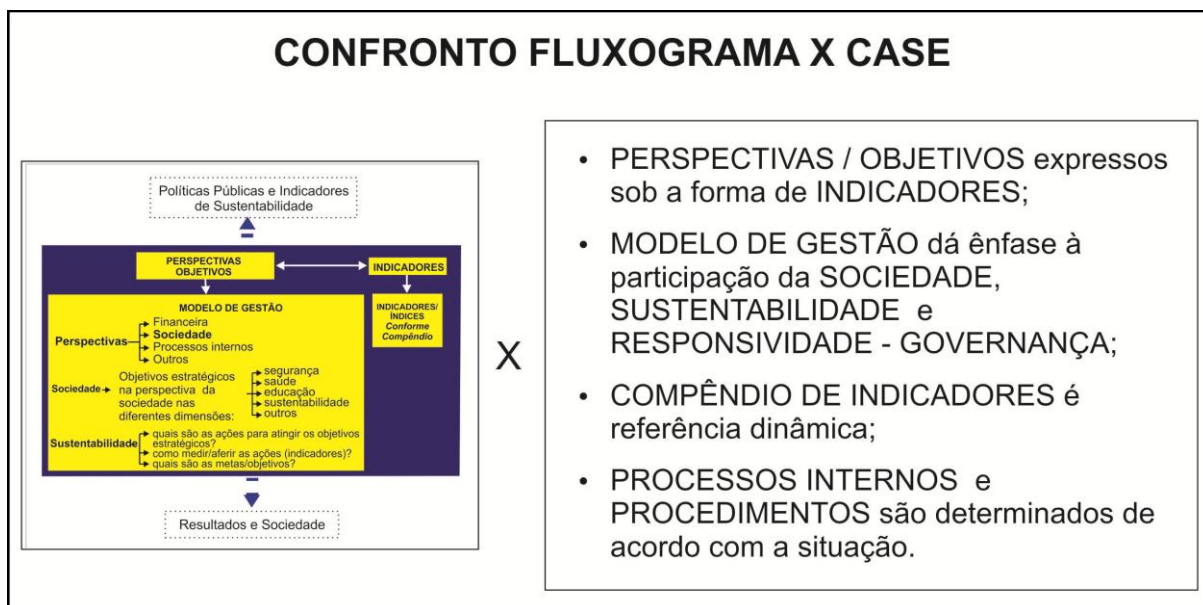 CONFRONTO FLUXOGRAMA X CASE
Políticas Públicas e Indicadores
de Sustentabilidade
PERSPECTIVAS
OBJETIVOS
INDICADORES
MODELO DE GESTÃO
Perspectivas
Financeira
Sociedade
Processos internos
Outros
INDICADORES/
ÍNDICES
Conforme
Compêndio
Sociedade
Objetivos estratégicos
na perspectiva da
sociedade nas
diferentes dimensões:
segurança
saúde
educação
sustentabilidade
outros
Sustentabilidade
quais são as ações para atingir os objetivos
estratégicos?
como medir/aferir as ações (indicadores)?
quais são as metas/objetivos?
Resultados e Sociedade
X
• PERSPECTIVAS / OBJETIVOS expressos
sob a forma de INDICADORES;
• MODELO DE GESTÃO dá ênfase à
participação da SOCIEDADE,
SUSTENTABILIDADE e
RESPONSIVIDADE - GOVERNANÇA;
• COMPÊNDIO DE INDICADORES é
referência dinâmica;
• PROCESSOS INTERNOS e
PROCEDIMENTOS são determinados de
acordo com a situação.